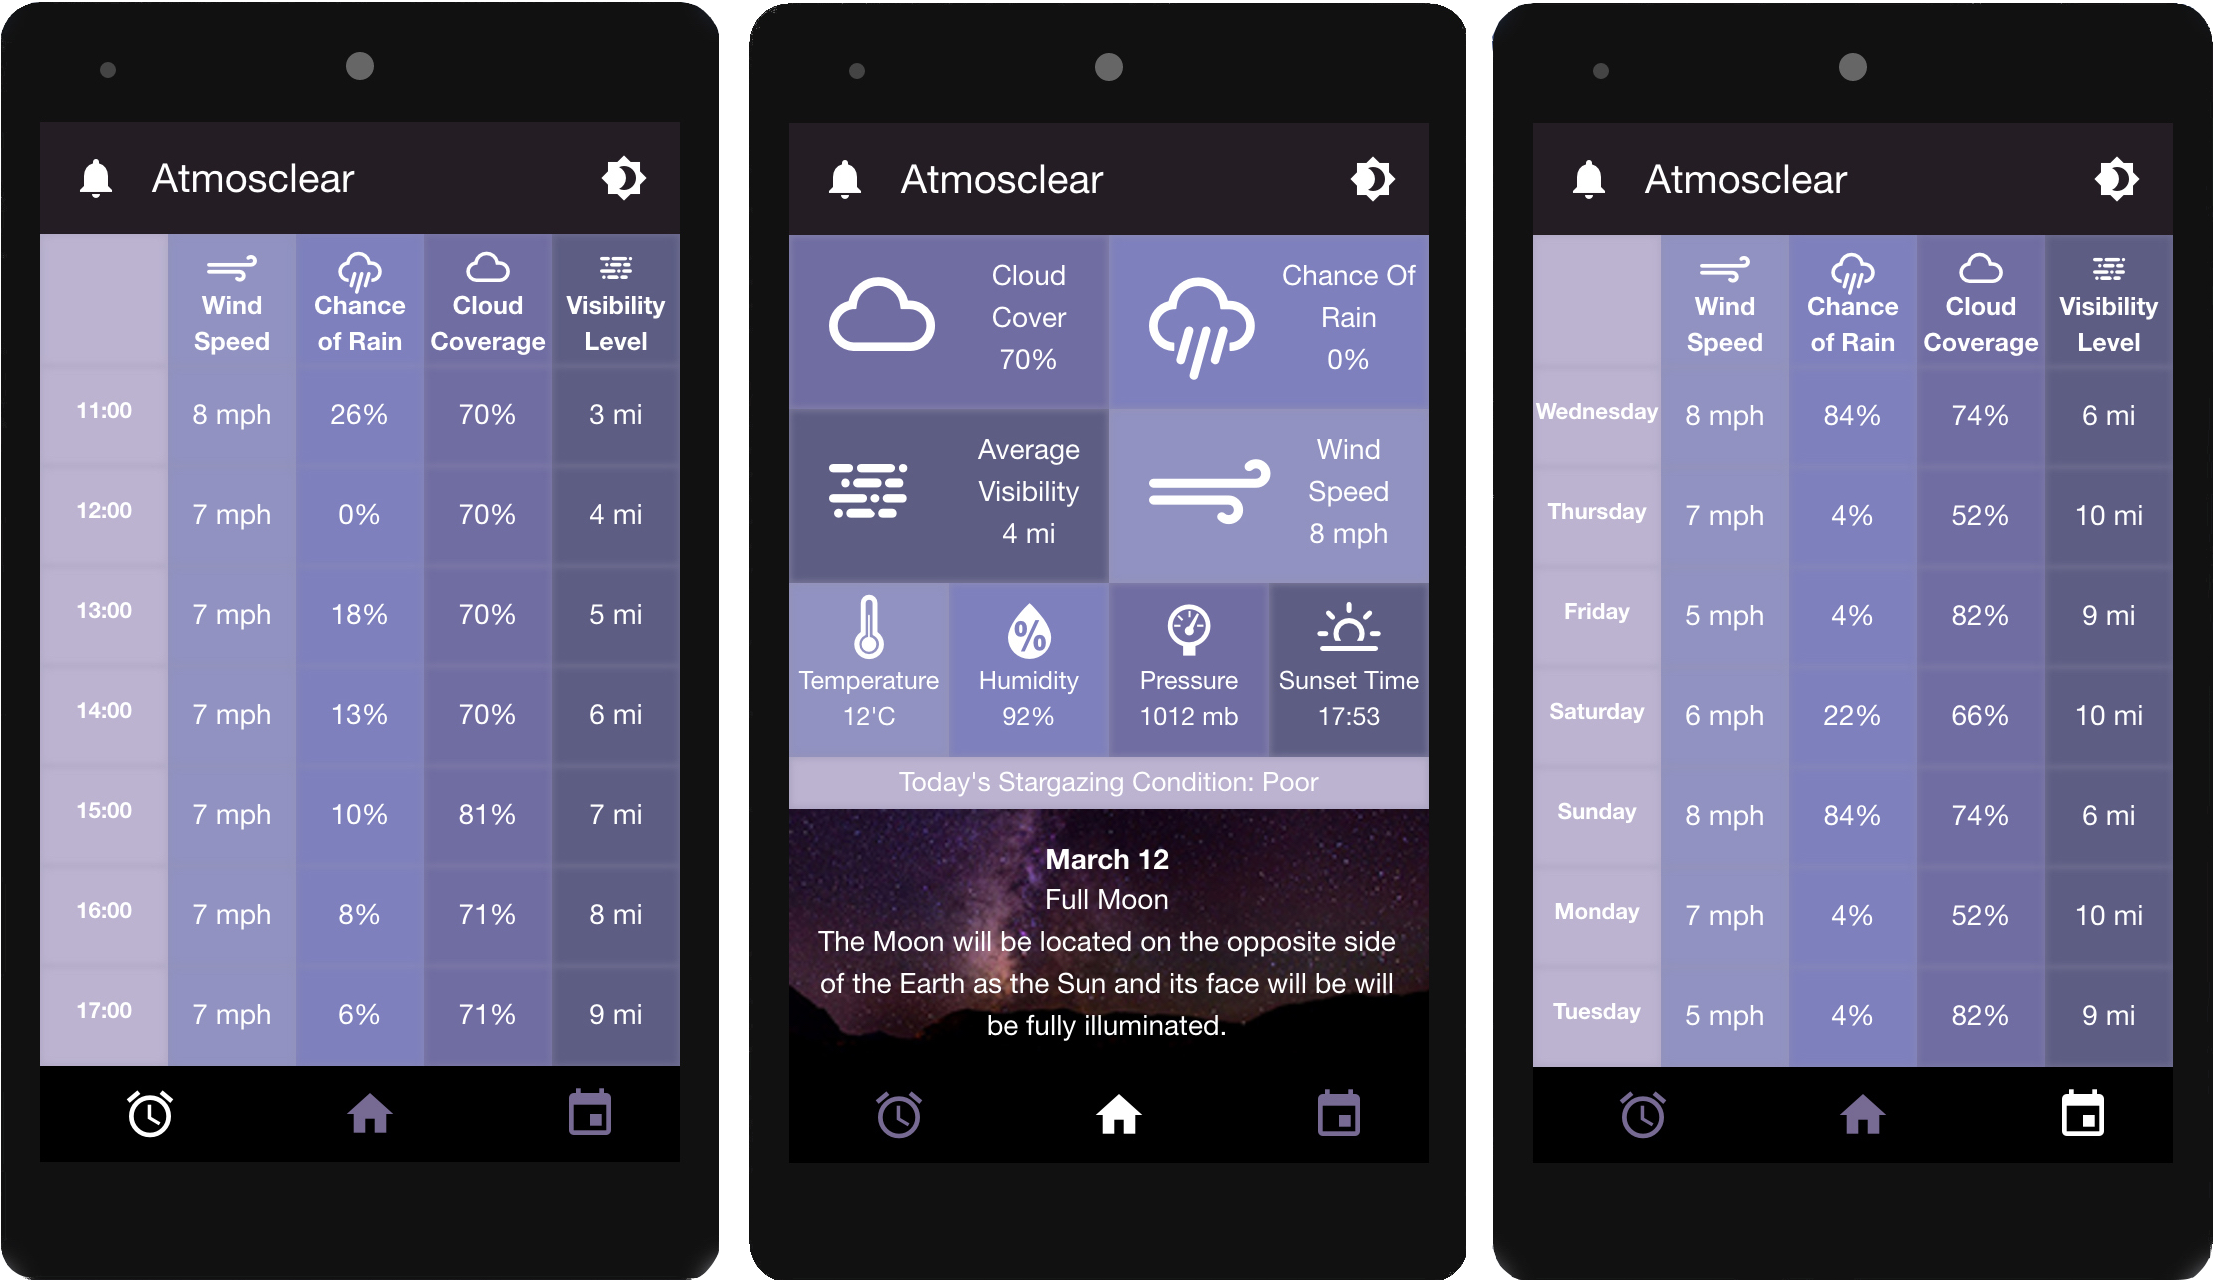 Atmosclear
Wind Speed Chance of Rain Cloud Coverage Visibility Level
11:00 8 mph 26% 70% 3 mi
12:00 7 mph 0% 70% 4 mi
13:00 7 mph 18% 70% 5 mi
14:00 7 mph 13% 70% 6 mi
15:00 7 mph 10% 81% 7 mi
16:00 7 mph 8% 71% 8 mi
17:00 7 mph 6% 71% 9 mi
Atmosclear
Cloud
Cover
70%
Chance Of
Rain
0%
Average
Visibility
4 mi
Wind
Speed
8 mph
%
Temperature Humidity Pressure Sunset Time
12'C 92% 1012 mb 17:53
Today's Stargazing Condition: Poor
March 12
Full Moon
The Moon will be located on the opposite side
of the Earth as the Sun and its face will be will
be fully illuminated.
Atmosclear
Wind Speed Chance of Rain Cloud Coverage Visibility Level
Wednesday 8 mph 84% 74% 6 mi
Thursday 7 mph 4% 52% 10 mi
Friday 5 mph 4% 82% 9 mi
Saturday 6 mph 22% 66% 10 mi
Sunday 8 mph 84% 74% 6 mi
Monday 7 mph 4% 52% 10 mi
Tuesday 5 mph 4% 82% 9 mi